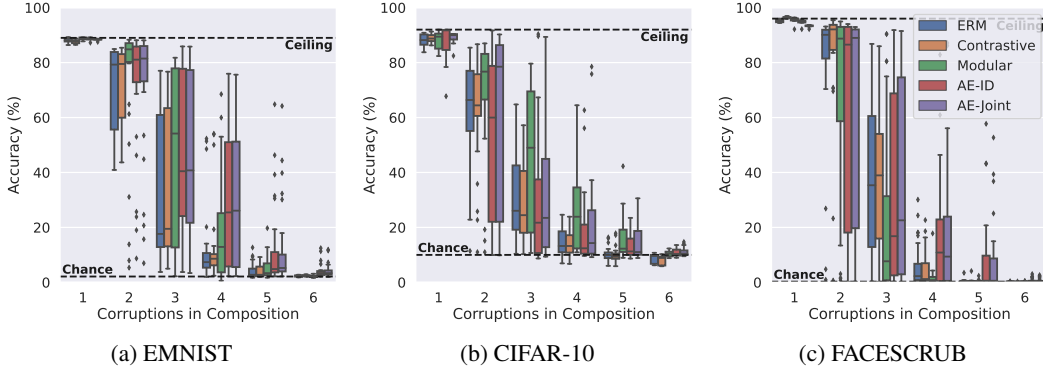 100
80
60
40
20
0
Accuracy (%)
Ceiling
Chance
1 2 3 4 5 6
Corruptions in Composition
(a) EMNIST
100
80
60
40
20
0
Accuracy (%)
Ceiling
Chance
1 2 3 4 5 6
Corruptions in Composition
(b) CIFAR-10
100
80
60
40
20
0
Accuracy (%)
Ceiling
ERM
Contrastive
Modular
AE-ID
AE-Joint
Chance
1 2 3 4 5 6
Corruptions in Composition
(c) FACESCRUB